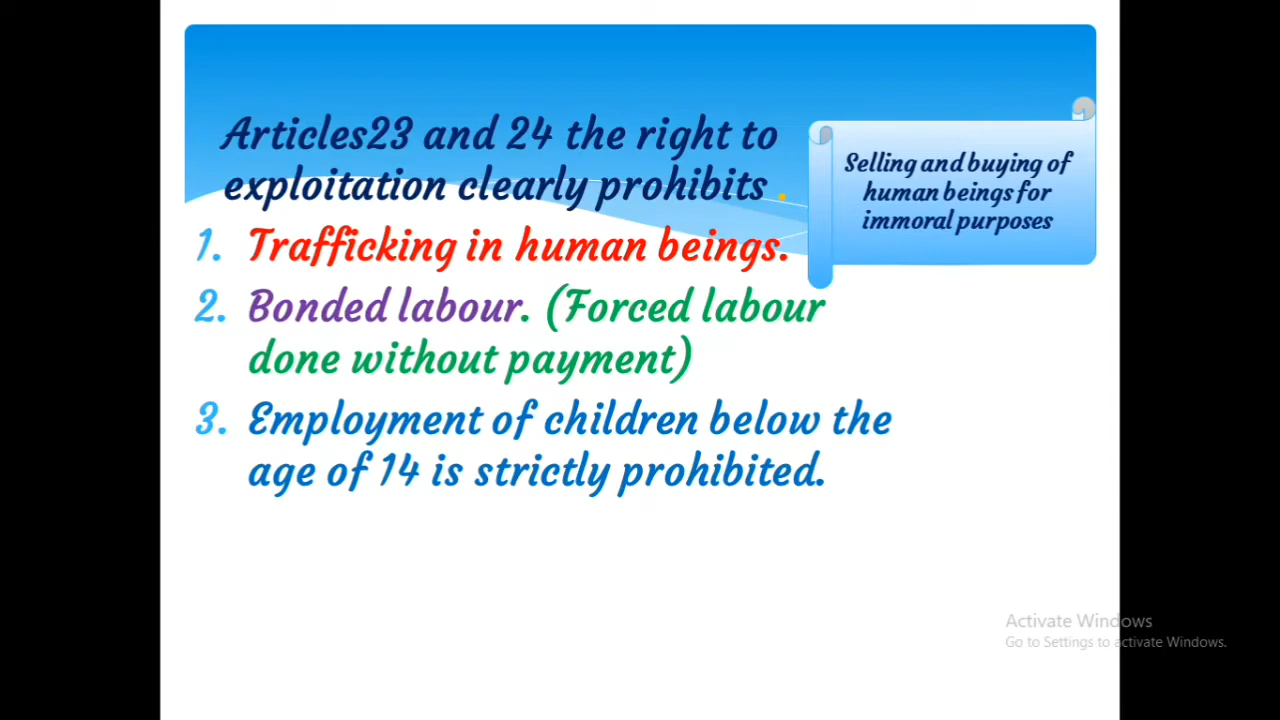 Articles23 and 24 the right to
exploitation clearly prohibits .
Selling and buying of
human beings for
immoral purposes
1. Trafficking in human beings.
2. Bonded labour. (Forced labour
done without payment)
3. Employment of children below the
age of 14 is strictly prohibited.
Activate Windows
Go to Settings to activate Windows.